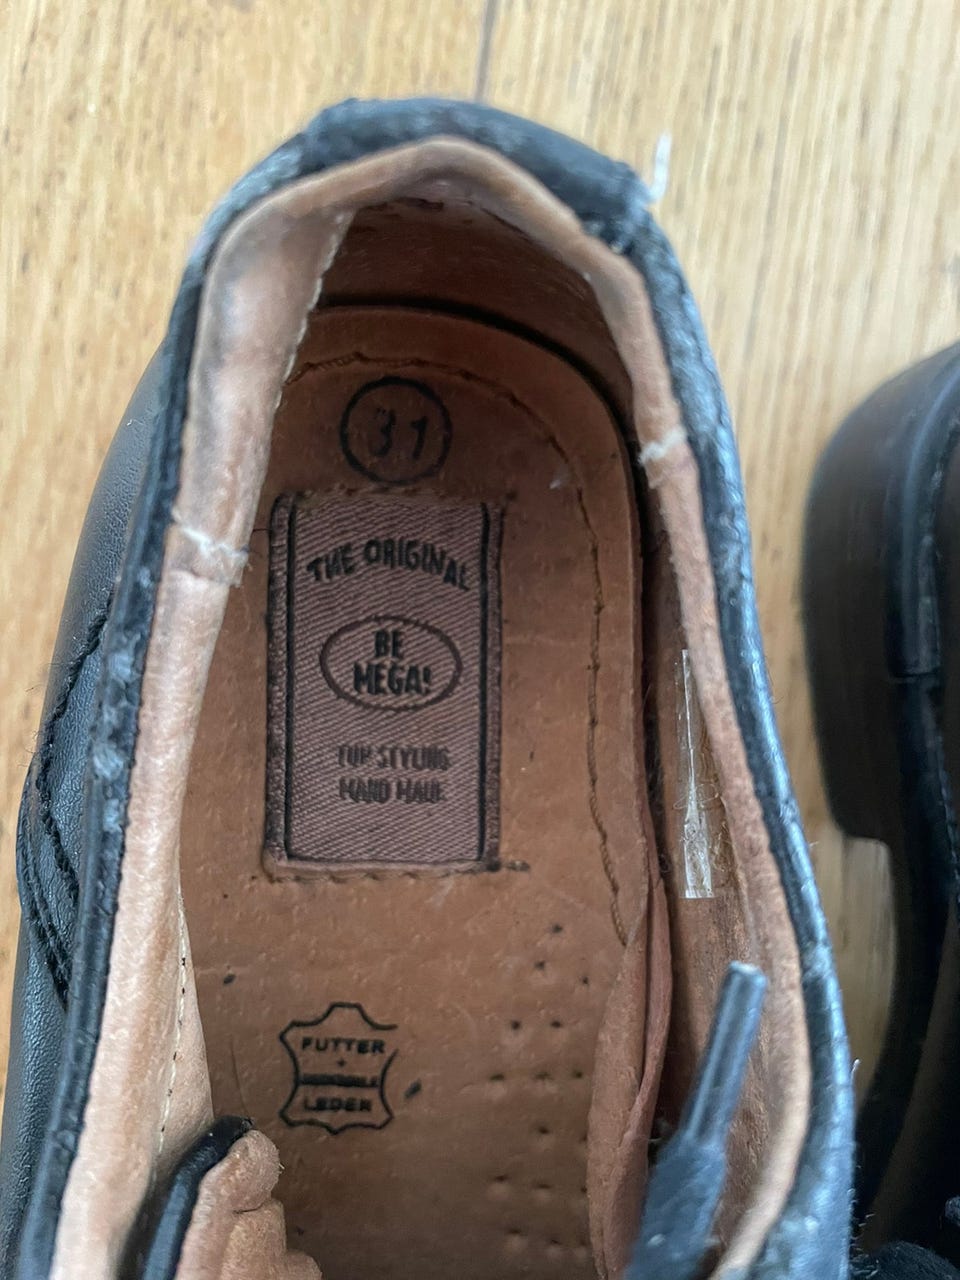 31
THE ORIGINAL
BE
MEGA!
TOP STYLING
HAND MADE
FUTTER
+
LEDER